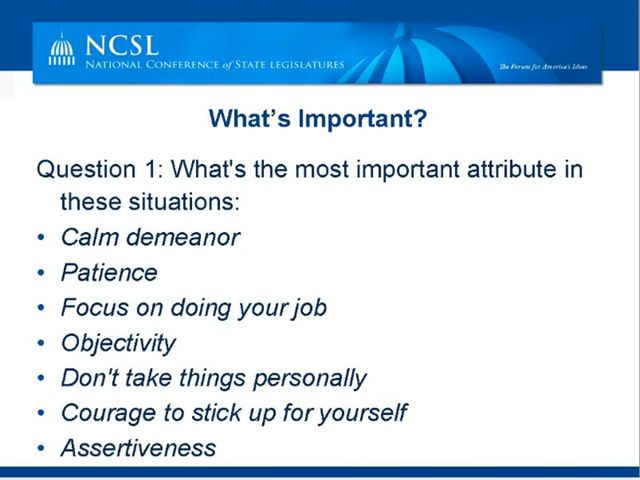 NCSL
NATIONAL CONFERENCE of STATE LEGISLATURES
The Forum for America's Ideas
What's Important?
Question 1: What's the most important attribute in
these situations:
• Calm demeanor
• Patience
• Focus on doing your job
• Objectivity
• Don't take things personally
• Courage to stick up for yourself
• Assertiveness